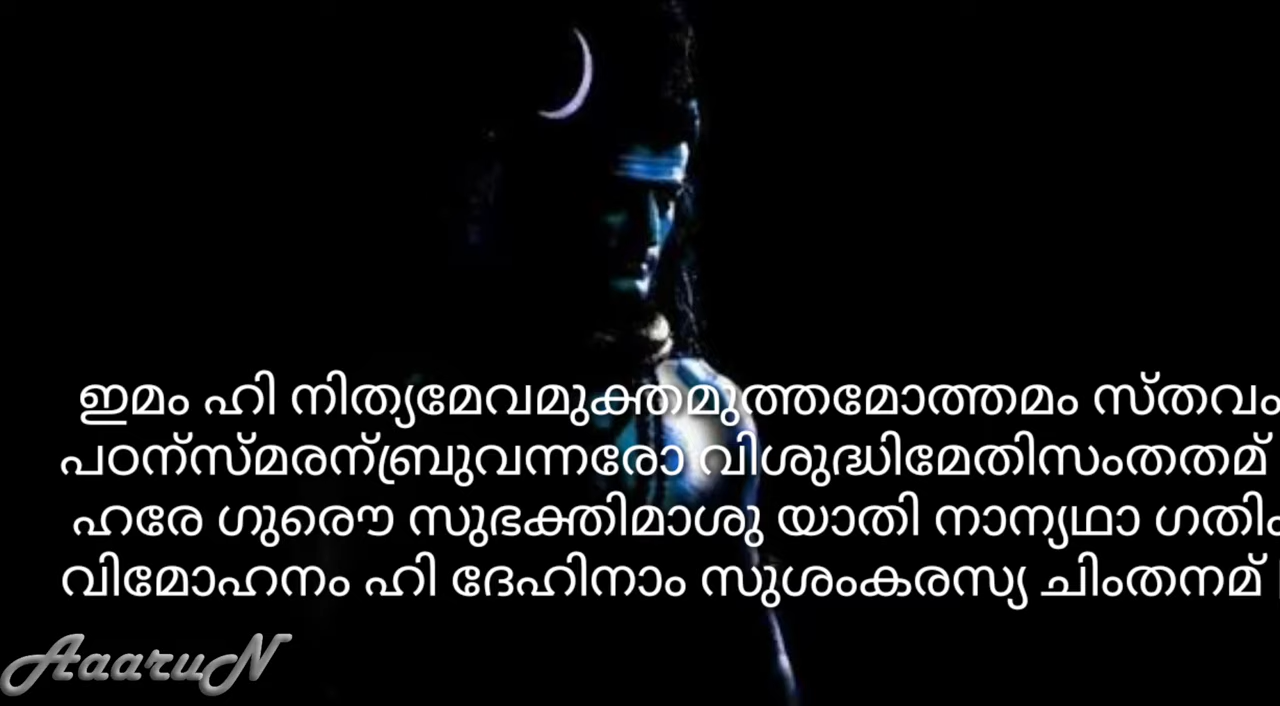 ഇമം ഹി നിത്യമേവമുക്തമുത്തമോത്തമം സ്തവം
പഠന്സ്മരന്ബ്രുവന്നരോ വിശുദ്ധിമേതിസംതതമ്
ഹരേ ഗുരൌ സുഭക്തിമാശു യാതി നാന്യഥാ ഗതിം
വിമോഹനം ഹി ദേഹിനാം സുശംകരസ്യ ചിംതനമ്
AaaruN